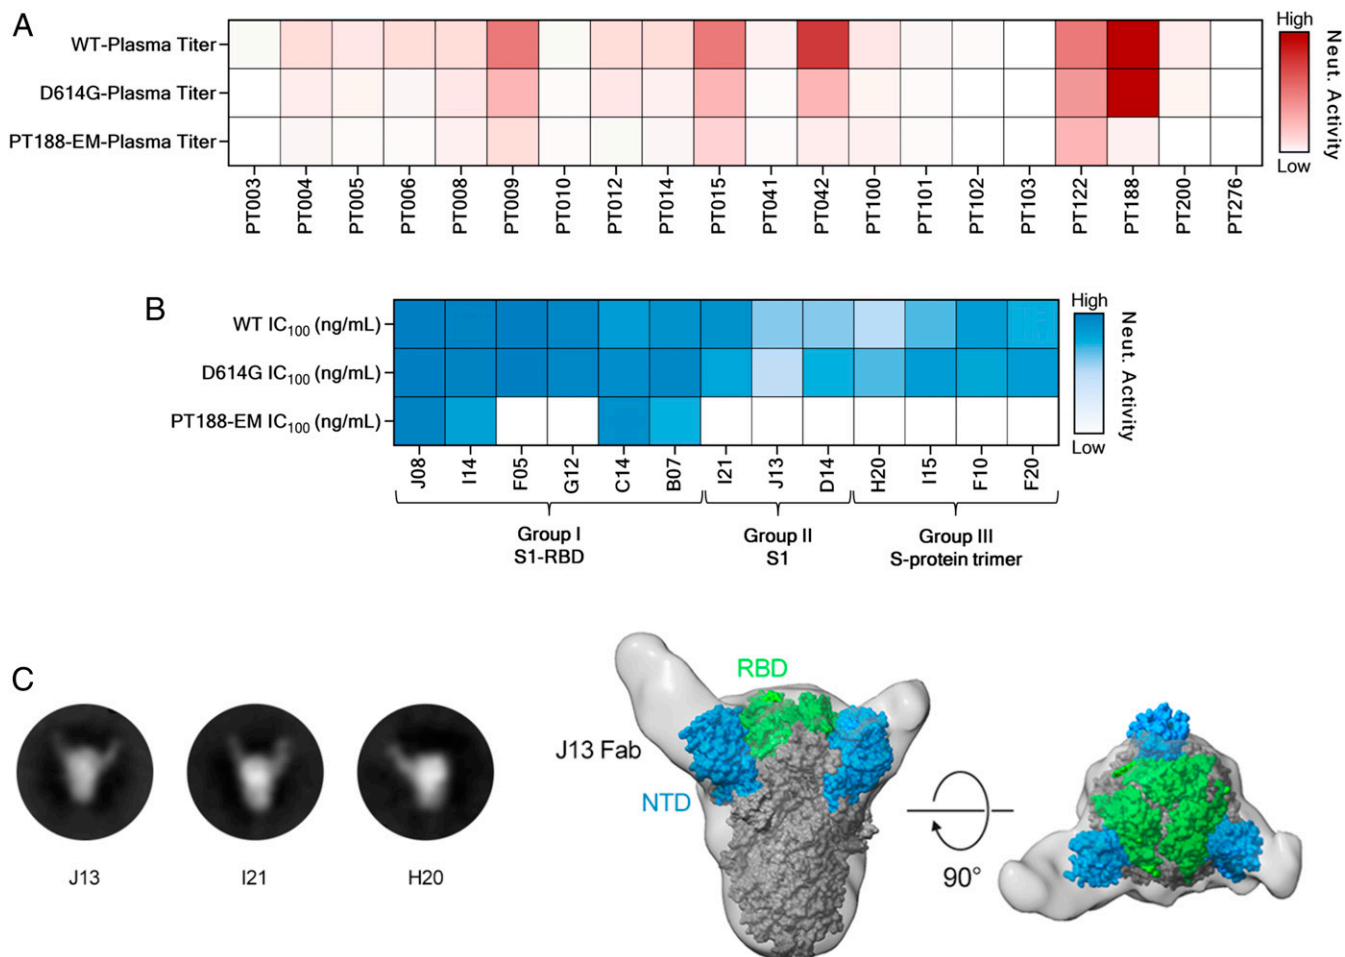 A
WT-Plasma Titer
D614G-Plasma Titer
PT188-EM-Plasma Titer
PT003
PT004
PT005
PT006
PT008
PT009
PT010
PT012
PT014
PT015
PT041
PT042
PT100
PT101
PT102
PT103
PT122
PT188
PT200
PT276
High
Low
Neut. Activity
B
WT IC100 (ng/mL)
D614G IC100 (ng/mL)
PT188-EM IC100 (ng/mL)
J08
I14
F05
G12
C14
B07
I21
J13
D14
H20
I15
F10
F20
Group I
S1-RBD
Group II
S1
Group III
S-protein trimer
High
Low
Neut. Activity
C
J13
I21
H20
RBD
J13 Fab
NTD
90°